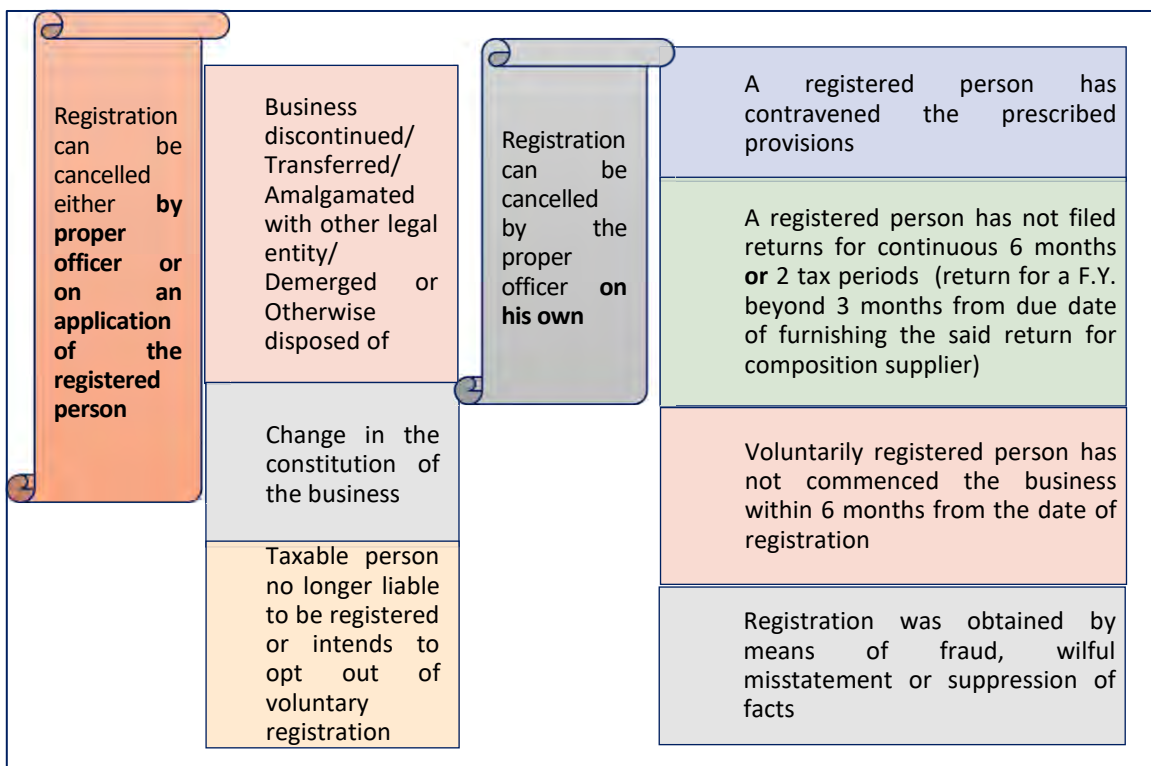 Registration
can be
cancelled
either by
proper
officer or
on an
application
of the
registered
person
Business
discontinued/
Transferred/
Amalgamated
with other legal
entity/
Demerged or
Otherwise
disposed of
Change in the
constitution of
the business
Taxable person
no longer liable
to be registered
or intends to
opt out of
voluntary
registration
Registration
can be
cancelled
by the
proper
officer on
his own
A registered person has
contravened the prescribed
provisions
A registered person has not filed
returns for continuous 6 months
or 2 tax periods (return for a F.Y.
beyond 3 months from due date
of furnishing the said return for
composition supplier)
Voluntarily registered person has
not commenced the business
within 6 months from the date of
registration
Registration was obtained by
means of fraud, wilful
misstatement or suppression of
facts